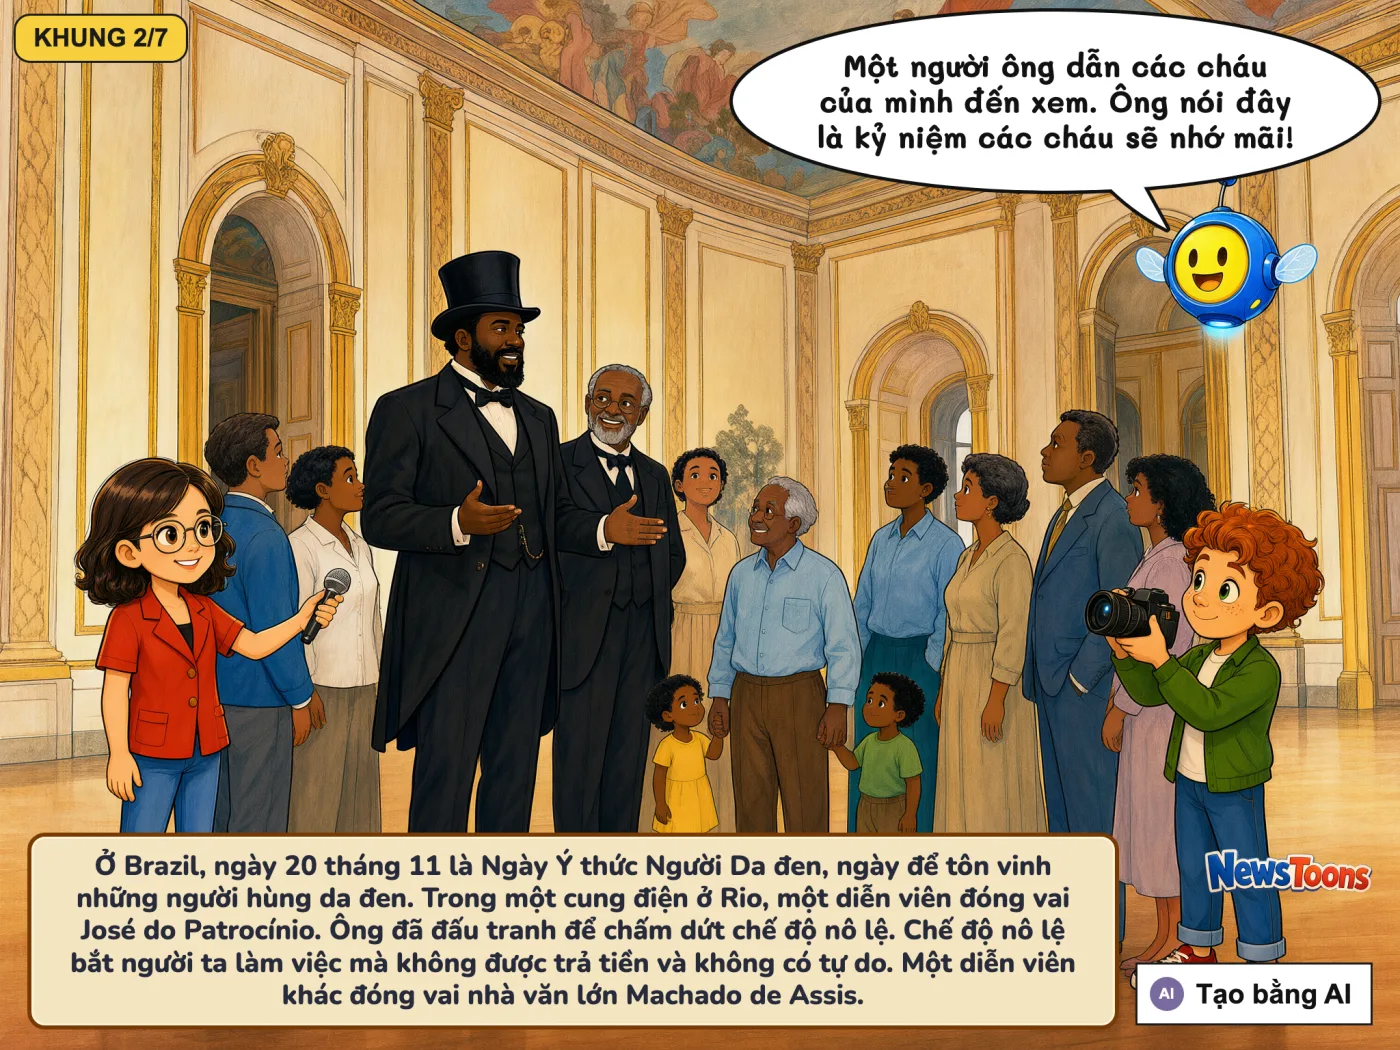 KHUNG 2/7
Một người ông dẫn các cháu
của mình đến xem. Ông nói đây
là kỷ niệm các cháu sẽ nhớ mãi!
Ở Brazil, ngày 20 tháng 11 là Ngày Ý thức Người Da đen, ngày để tôn vinh
những người hùng da đen. Trong một cung điện ở Rio, một diễn viên đóng vai
José do Patrocínio. Ông đã đấu tranh để chấm dứt chế độ nô lệ. Chế độ nô lệ
bắt người ta làm việc mà không được trả tiền và không có tự do. Một diễn viên
khác đóng vai nhà văn lớn Machado de Assis.
NewsToons
AI Tạo bằng AI